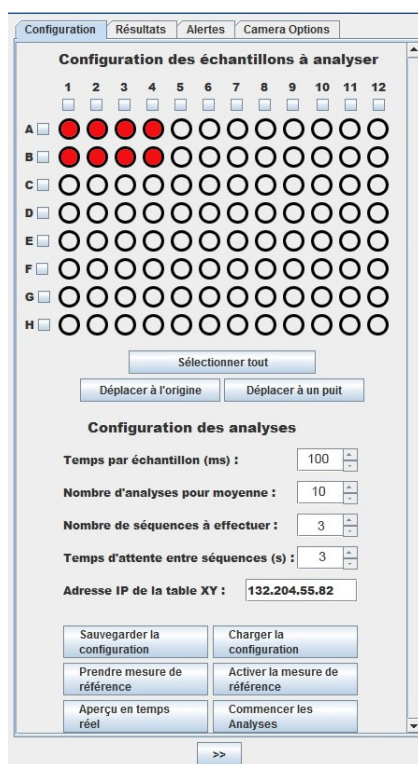 Configuration Résultats Alertes Camera Options
Configuration des échantillons à analyser
1 2 3 4 5 6 7 8 9 10 11 12
A
B
C
D
E
F
G
H
Sélectionner tout
Déplacer à l'origine Déplacer à un puit
Configuration des analyses
Temps par échantillon (ms) : 100
Nombre d'analyses pour moyenne : 10
Nombre de séquences à effectuer : 3
Temps d'attente entre séquences (s) : 3
Adresse IP de la table XY : 132.204.55.82
Sauvegarder la
configuration
Charger la
configuration
Prendre mesure de
référence
Activer la mesure de
référence
Aperçu en temps
réel
Commencer les
Analyses
>>